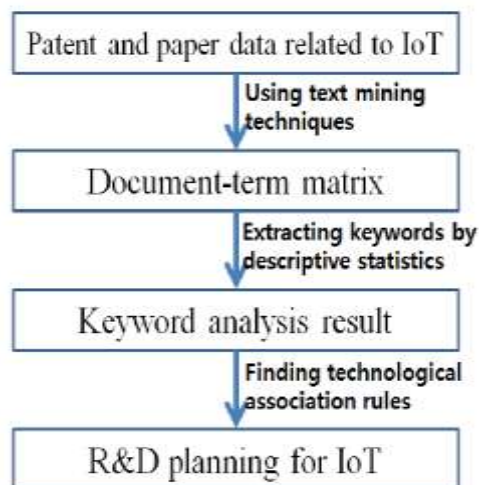 Patent and paper data related to IoT
Using text mining
techniques
Document-term matrix
Extracting keywords by
descriptive statistics
Keyword analysis result
Finding technological
association rules
R&D planning for IoT